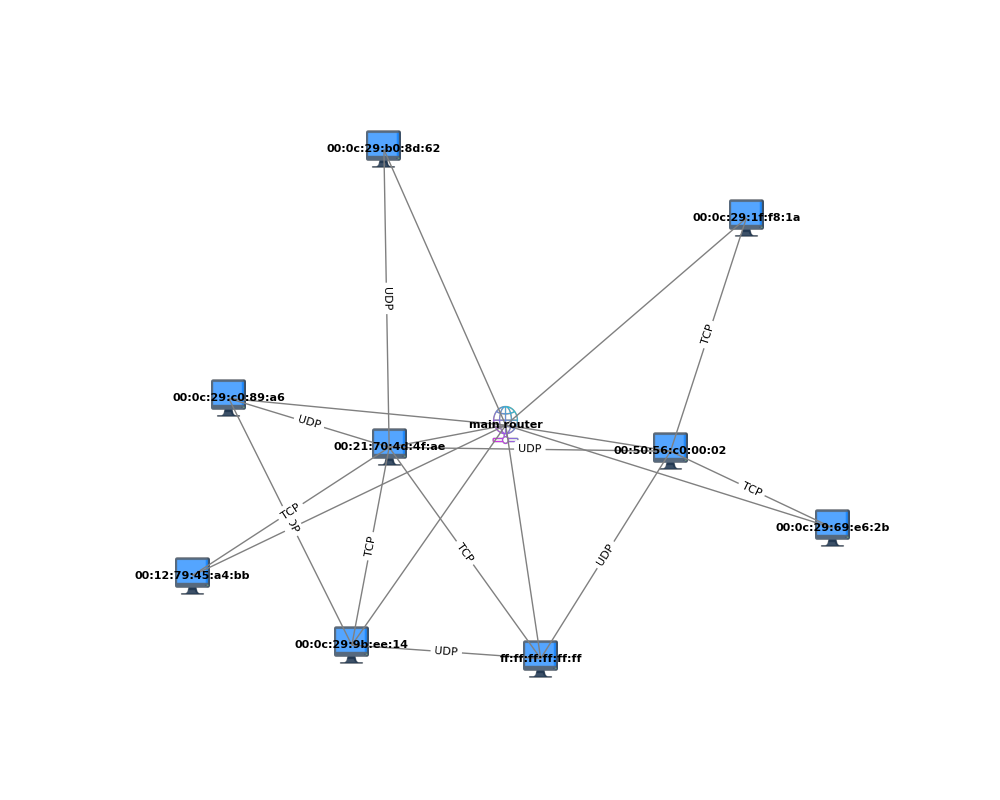 00:0c:29:b0:8d:62
00:0c:29:1f:f8:1a
UDP
TCP
00:0c:29:c0:89:a6
UDP
main router
00:21:70:4d:4f:ae
UDP
00:50:56:c0:00:02
TCP
TCP
00:0c:29:69:e6:2b
TCP
TCP
UDP
00:12:79:45:a4:bb
00:0c:29:9b:ee:14
UDP
ff:ff:ff:ff:ff:ff